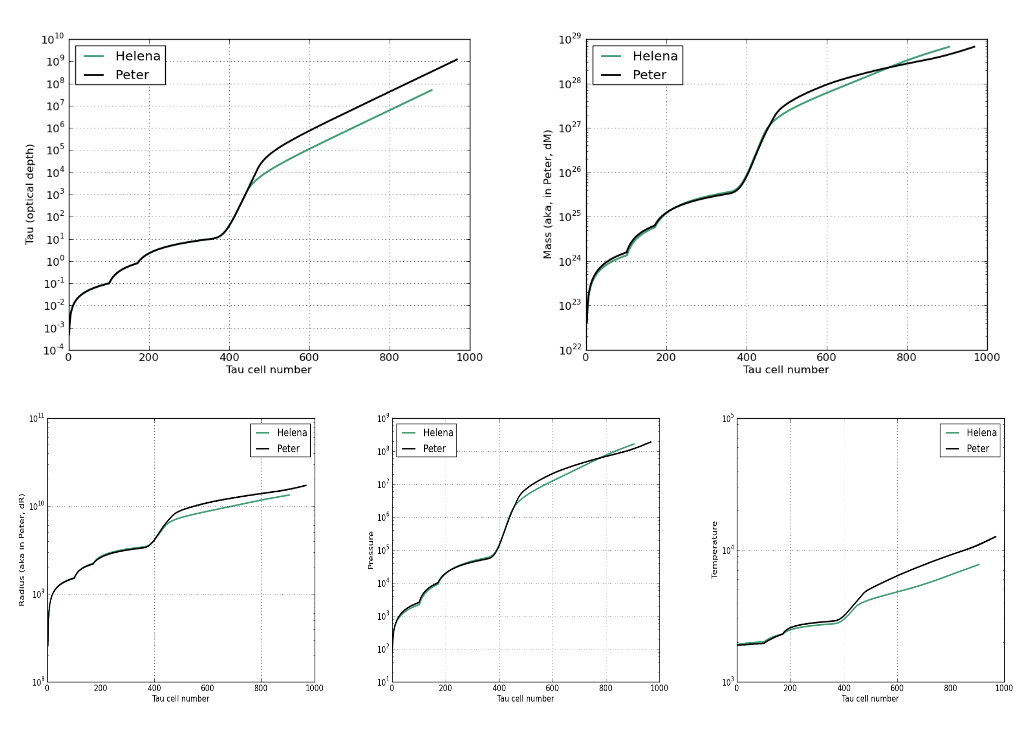 Helena
Peter
Tau (optical depth)
10^10
10^9
10^8
10^7
10^6
10^5
10^4
10^3
10^2
10^1
10^0
10^-1
10^-2
10^-3
10^-4
0 200 400 600 800 1000
Tau cell number
Helena
Peter
Mass (aka, in Peter, dM)
10^29
10^28
10^27
10^26
10^25
10^24
10^23
10^22
0 200 400 600 800 1000
Tau cell number
Helena
Peter
Radius (aka in Peter, dR)
10^11
10^10
10^9
10^8
0 200 400 600 800 1000
Tau cell number
Helena
Peter
Pressure
10^9
10^8
10^7
10^6
10^5
10^4
10^3
10^2
10^1
0 200 400 600 800 1000
Tau cell number
Helena
Peter
Temperature
10^5
10^4
10^3
0 200 400 600 800 1000
Tau cell number